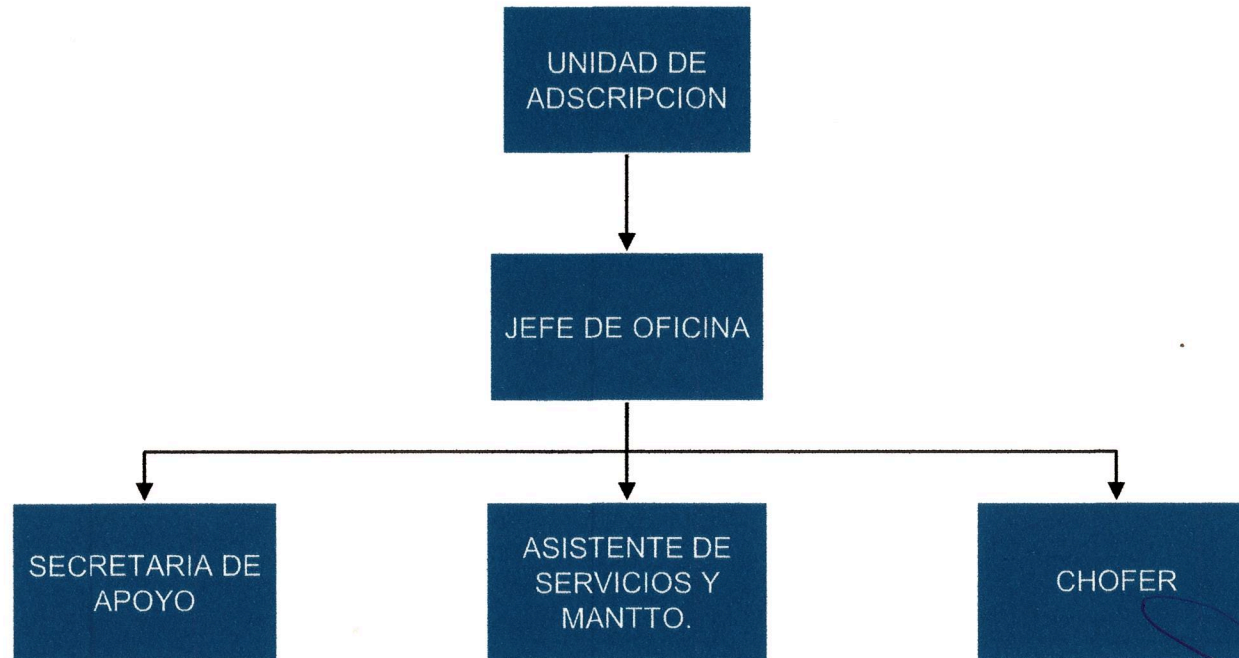 UNIDAD DE
ADSCRIPCION
JEFE DE OFICINA
SECRETARIA DE
APOYO
ASISTENTE DE
SERVICIOS Y
MANTTO.
CHOFER